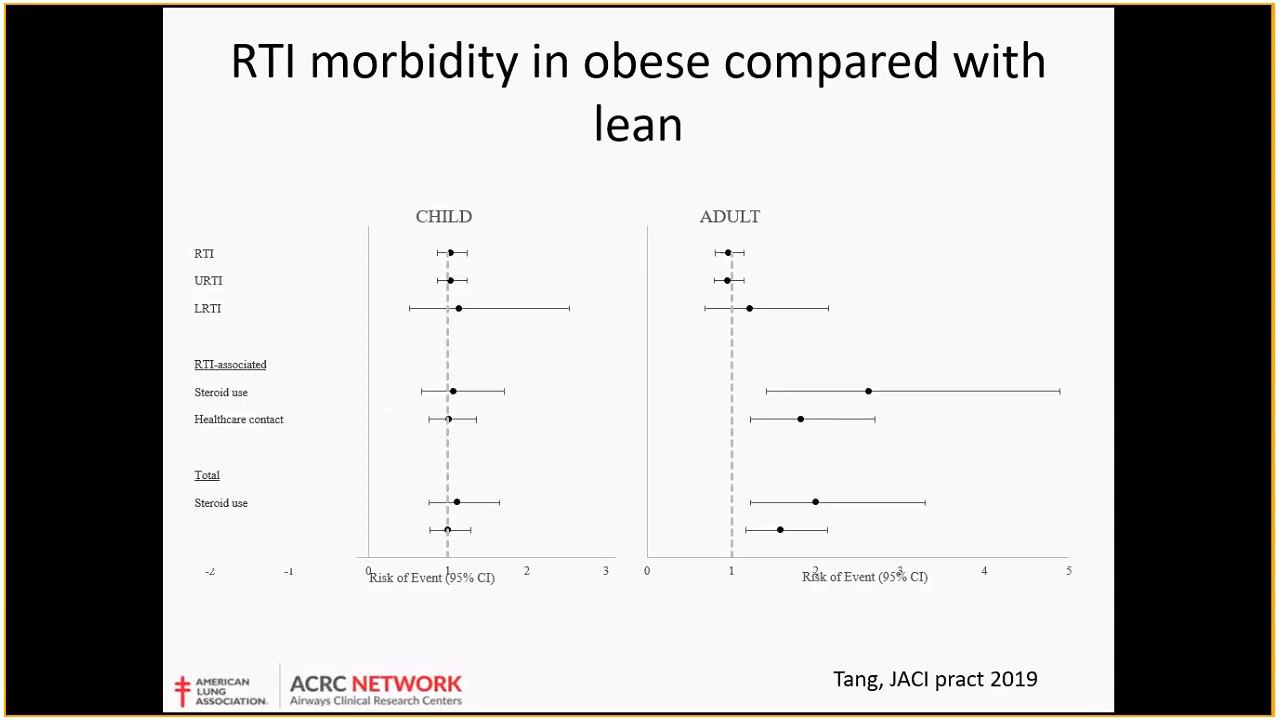 RTI morbidity in obese compared with
lean
CHILD
ADULT
RTI
URTI
LRTI
RTI-associated
Steroid use
Healthcare contact
Total
Steroid use
-2 -1 0 1 2 3
0 1 2 3 4 5
Risk of Event (95% CI)
Risk of Event (95% CI)
AMERICAN
LUNG
ASSOCIATION.
ACRC NETWORK
Airways Clinical Research Centers
Tang, JACI pract 2019